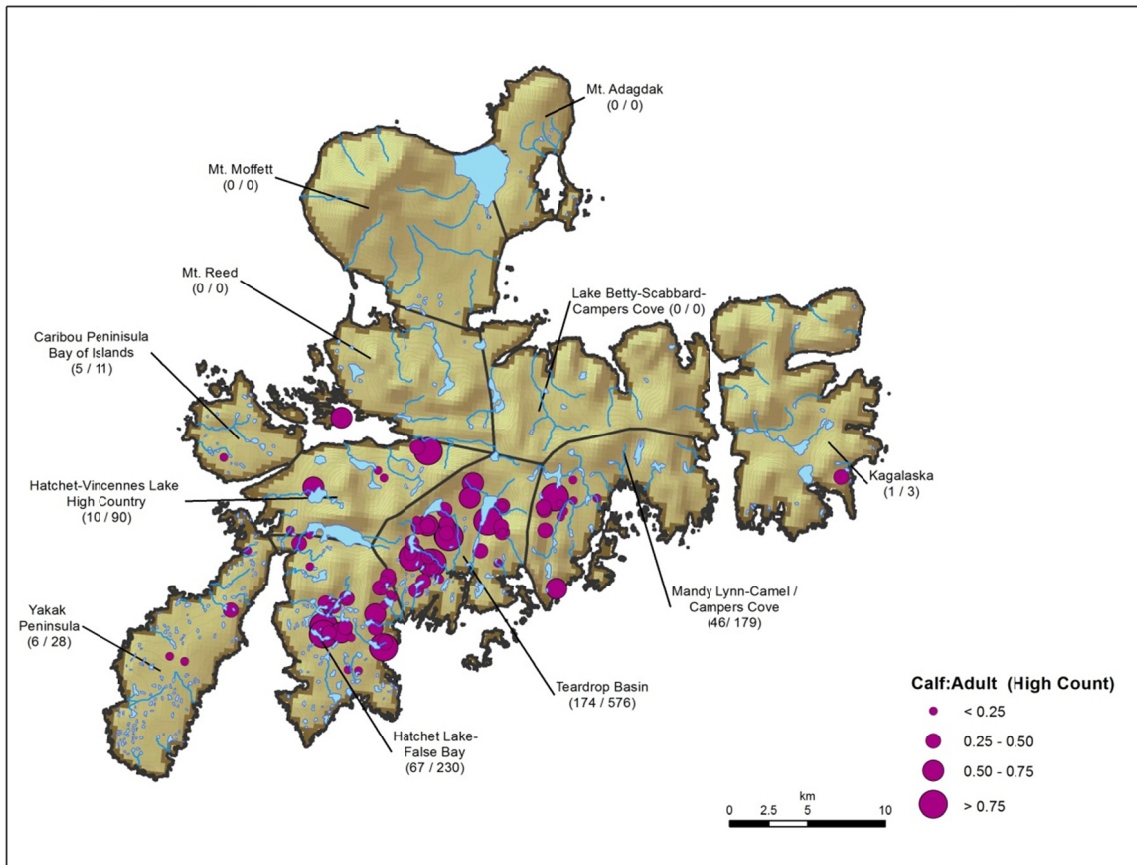 Mt. Adagdak
(0 / 0)
Mt. Moffett
(0 / 0)
Mt. Reed
(0 / 0)
Lake Betty-Scabbard-
Campers Cove (0 / 0)
Caribou Peninisula
Bay of Islands
(5 / 11)
Kagalaska
(1 / 3)
Hatchet-Vincennes Lake
High Country
(10 / 90)
Mandy Lynn-Camel /
Campers Cove
(46 / 179)
Yakak
Peninsula
(6 / 28)
Teardrop Basin
(174 / 576)
Hatchet Lake-
False Bay
(67 / 230)
Calf:Adult (High Count)
< 0.25
0.25 - 0.50
0.50 - 0.75
> 0.75
km
0 2.5 5 10